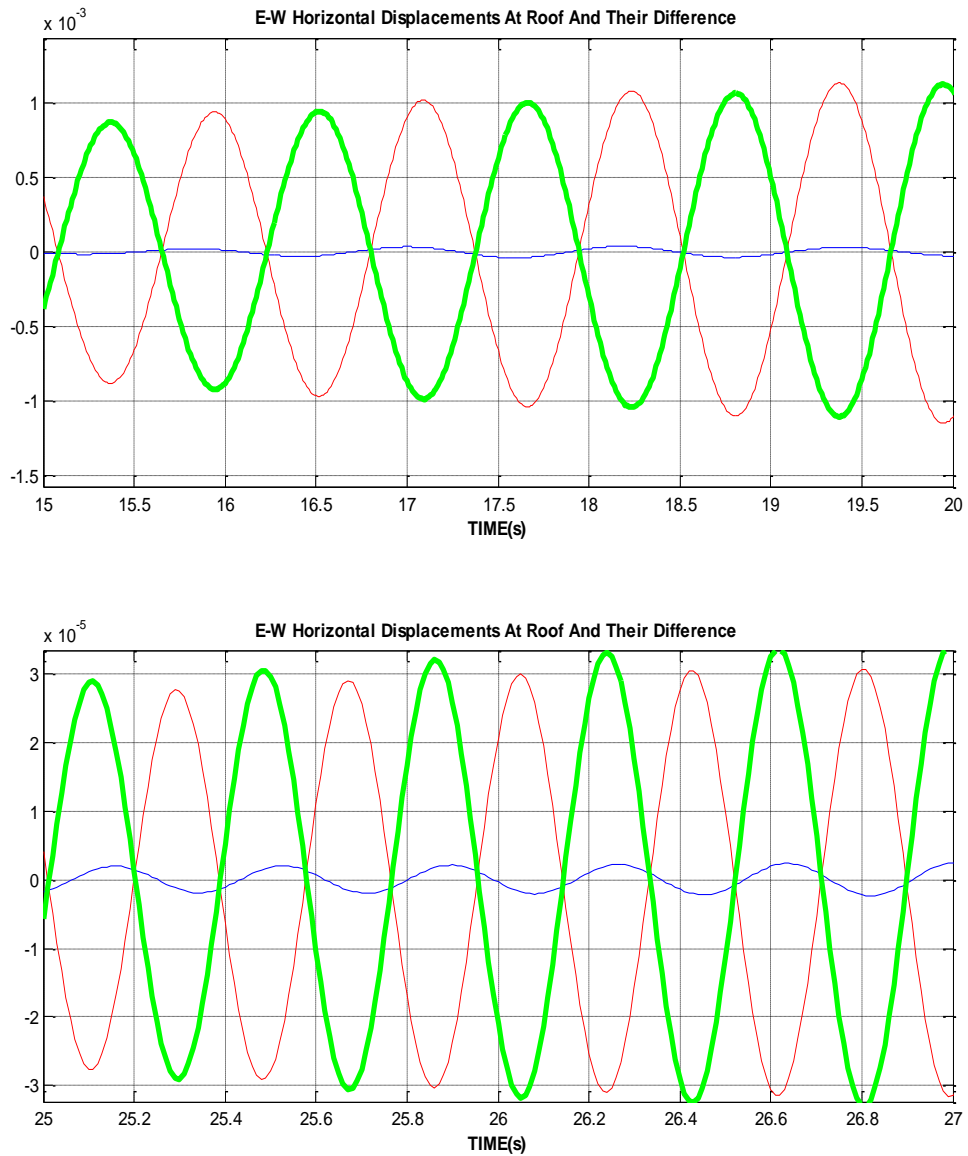 x 10^-3
E-W Horizontal Displacements At Roof And Their Difference
1
0.5
0
-0.5
-1
-1.5
15 15.5 16 16.5 17 17.5 18 18.5 19 19.5 20
TIME(s)
x 10^-5
E-W Horizontal Displacements At Roof And Their Difference
3
2
1
0
-1
-2
-3
25 25.2 25.4 25.6 25.8 26 26.2 26.4 26.6 26.8 27
TIME(s)